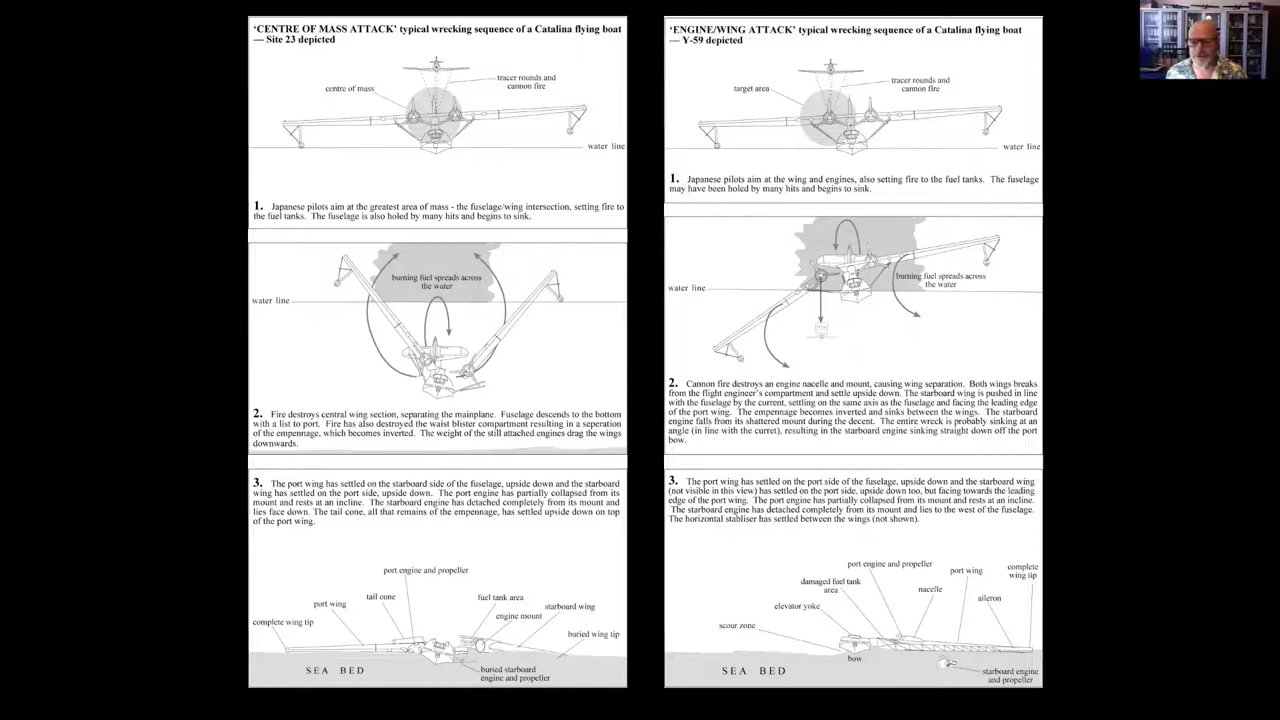 ‘CENTRE OF MASS ATTACK’ typical wrecking sequence of a Catalina flying boat
— Site 23 depicted
tracer rounds and
cannon fire
centre of mass
water line
1. Japanese pilots aim at the greatest area of mass - the fuselage/wing intersection, setting fire to
the fuel tanks. The fuselage is also holed by many hits and begins to sink.
burning fuel spreads across
the water
water line
2. Fire destroys central wing section, separating the mainplane. Fuselage descends to the bottom
with a list to port. Fire has also destroyed the waist blister compartment resulting in a seperation
of the empennage, which becomes inverted. The weight of the still attached engines drag the wings
downwards.
3. The port wing has settled on the starboard side of the fuselage, upside down and the starboard
wing has settled on the port side, upside down. The port engine has partially collapsed from its
mount and rests at an incline. The starboard engine has detached completely from its mount and
lies face down. The tail cone, all that remains of the empennage, has settled upside down on top
of the port wing.
port engine and propeller
tail cone
fuel tank area
port wing
starboard wing
engine mount
complete wing tip
buried wing tip
SEA BED
buried starboard
engine and propeller
‘ENGINE/WING ATTACK’ typical wrecking sequence of a Catalina flying boat
— Y-59 depicted
tracer rounds and
cannon fire
target area
water line
1. Japanese pilots aim at the wing and engines, also setting fire to the fuel tanks. The fuselage
may have been holed by many hits and begins to sink.
burning fuel spreads across
the water
water line
2. Cannon fire destroys an engine nacelle and mount, causing wing separation. Both wings breaks
from the flight engineer’s compartment and settle upside down. The starboard wing is pushed in line
with the fuselage by the current, settling on the same axis as the fuselage and facing the leading edge
of the port wing. The empennage becomes inverted and sinks between the wings. The starboard
engine falls from its shattered mount during the decent. The entire wreck is probably sinking at an
angle (in line with the curret), resulting in the starboard engine sinking straight down off the port
bow.
3. The port wing has settled on the port side of the fuselage, upside down and the starboard wing
(not visible in this view) has settled on the port side, upside down too, but facing towards the leading
edge of the port wing. The port engine has partially collapsed from its mount and rests at an incline.
The starboard engine has detached completely from its mount and lies to the west of the fuselage.
The horizontal stabliser has settled between the wings (not shown).
port engine and propeller
port wing
complete
wing tip
damaged fuel tank
area
nacelle
aileron
elevator yoke
scour zone
bow
SEA BED
starboard engine
and propeller